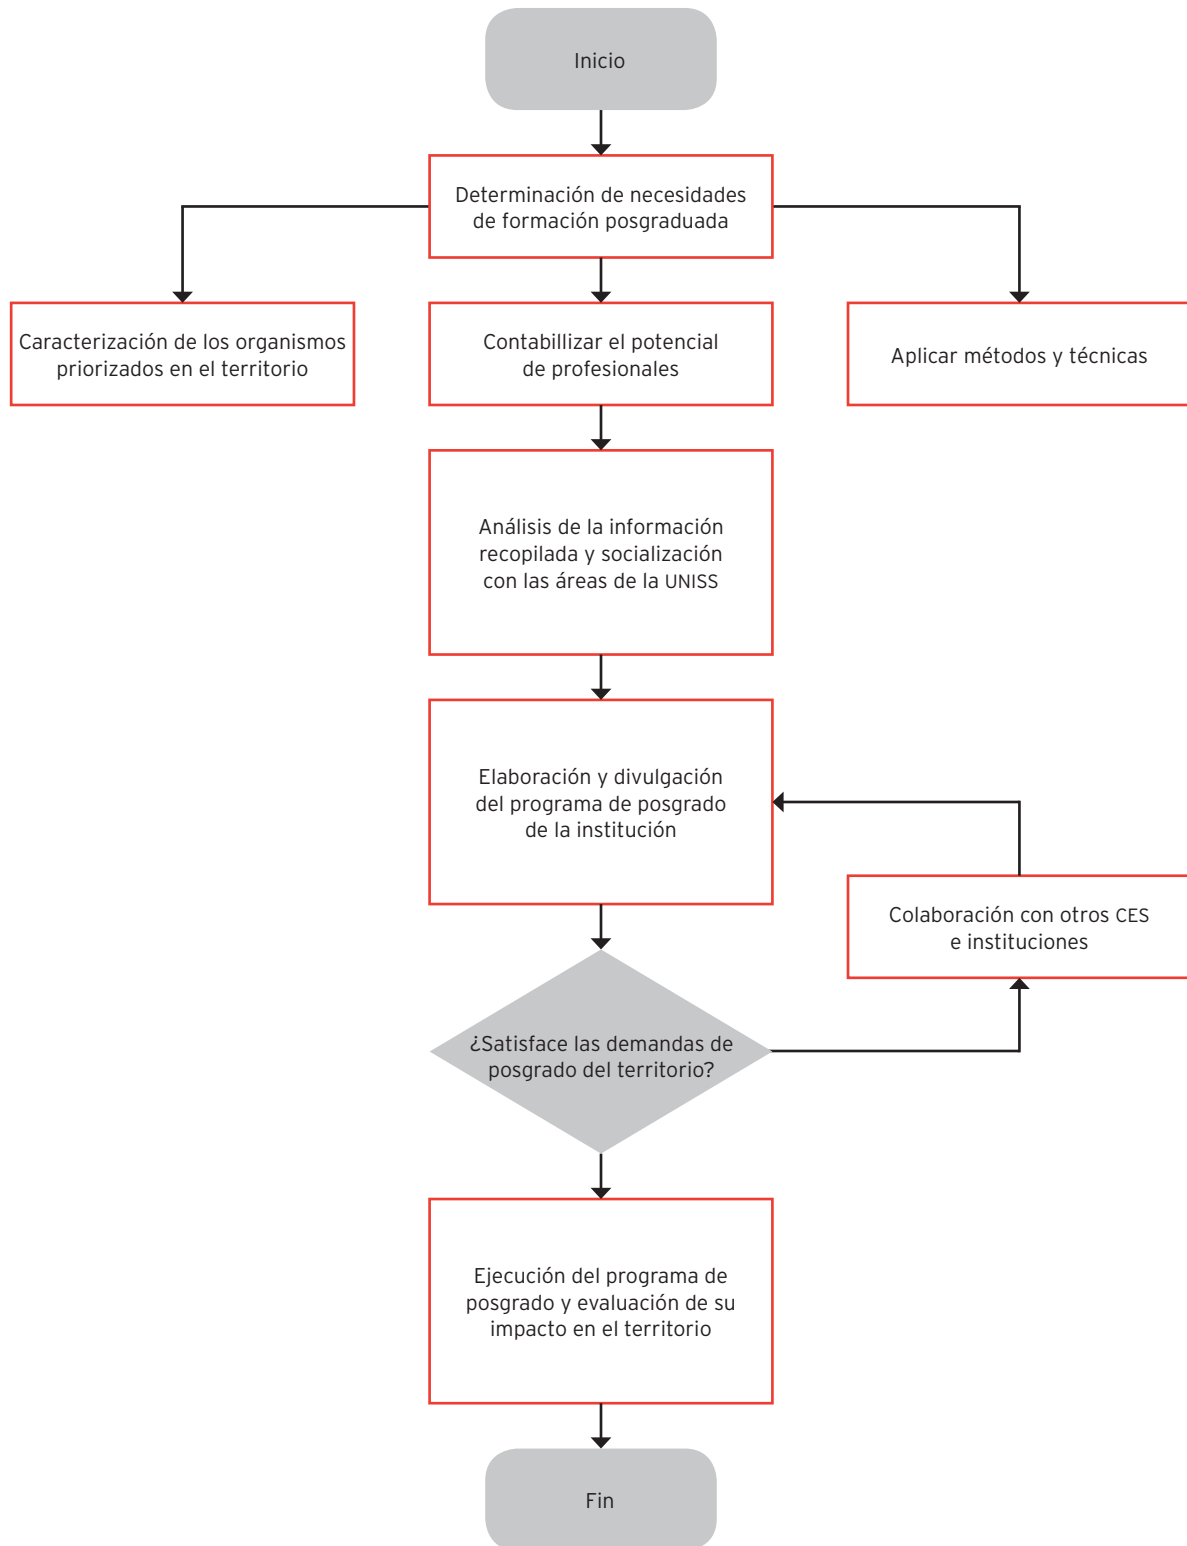 Inicio
Determinación de necesidades
de formación posgraduada
Caracterización de los organismos
priorizados en el territorio
Contabillizar el potencial
de profesionales
Aplicar métodos y técnicas
Análisis de la información
recopilada y socialización
con las áreas de la UNISS
Elaboración y divulgación
del programa de posgrado
de la institución
Colaboración con otros CES
e instituciones
¿Satisface las demandas de
posgrado del territorio?
Ejecución del programa de
posgrado y evaluación de su
impacto en el territorio
Fin